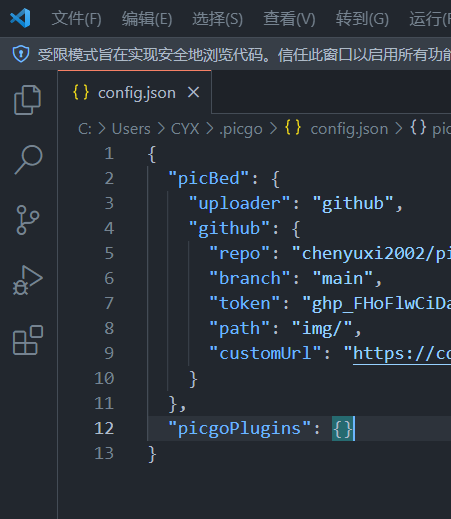 文件(F) 编辑(E) 选择(S) 查看(V) 转到(G) 运行(
受限模式旨在实现安全地浏览代码。信任此窗口以启用所有功能
{} config.json ×
C: > Users > CYX > .picgo > {} config.json > {} pic
1 {
2 "picBed": {
3 "uploader": "github",
4 "github": {
5 "repo": "chenyuxi2002/pi
6 "branch": "main",
7 "token": "ghp_FHoFlwCiDa
8 "path": "img/",
9 "customUrl": "https://cd
10 }
11 },
12 "picgoPlugins": {}
13 }